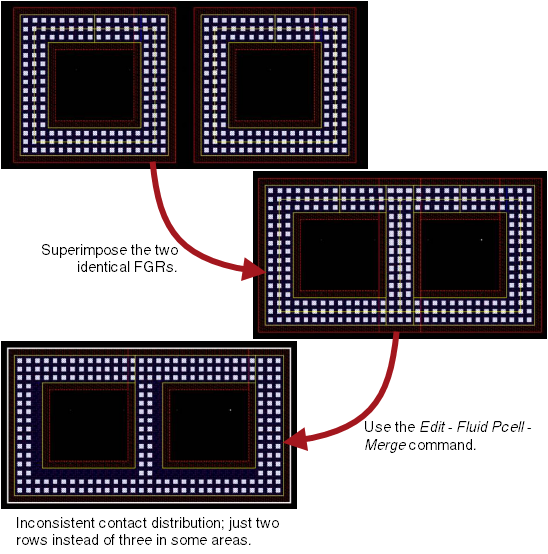 Superimpose the two
identical FGRs.
Use the Edit - Fluid Pcell -
Merge command.
Inconsistent contact distribution; just two
rows instead of three in some areas.